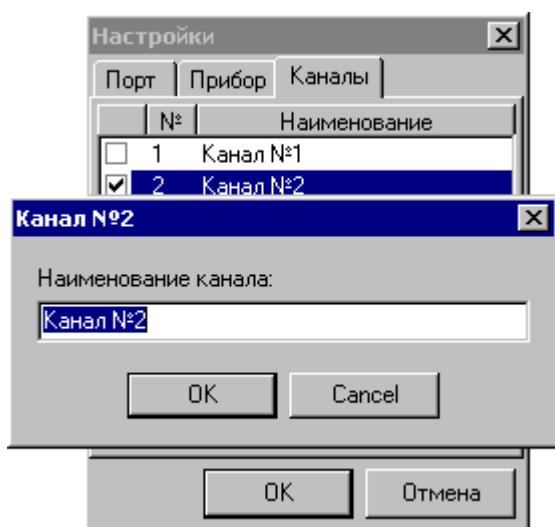 Настройки
Порт Прибор Каналы
№ Наименование
1 Канал №1
2 Канал №2
Канал №2
Наименование канала:
Канал №2
OK Cancel
OK Отмена